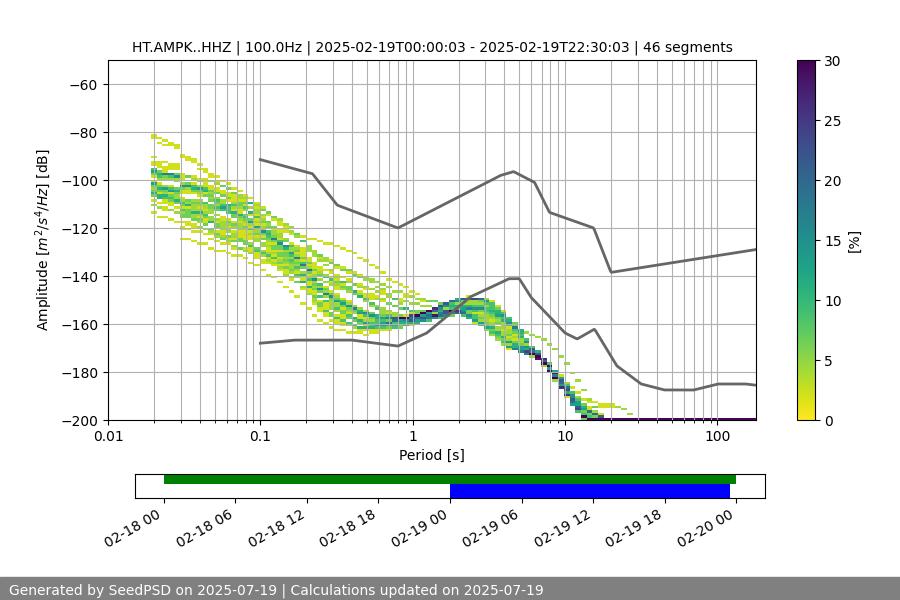 HT.AMPK..HHZ | 100.0Hz | 2025-02-19T00:00:03 - 2025-02-19T22:30:03 | 46 segments
Amplitude [m²/s⁴/Hz] [dB]
−60
−80
−100
−120
−140
−160
−180
−200
0.01 0.1 1 10 100
Period [s]
30
25
20
15
10
5
0
[%]
02-18 00 02-18 06 02-18 12 02-18 18 02-19 00 02-19 06 02-19 12 02-19 18 02-20 00
Generated by SeedPSD on 2025-07-19 | Calculations updated on 2025-07-19